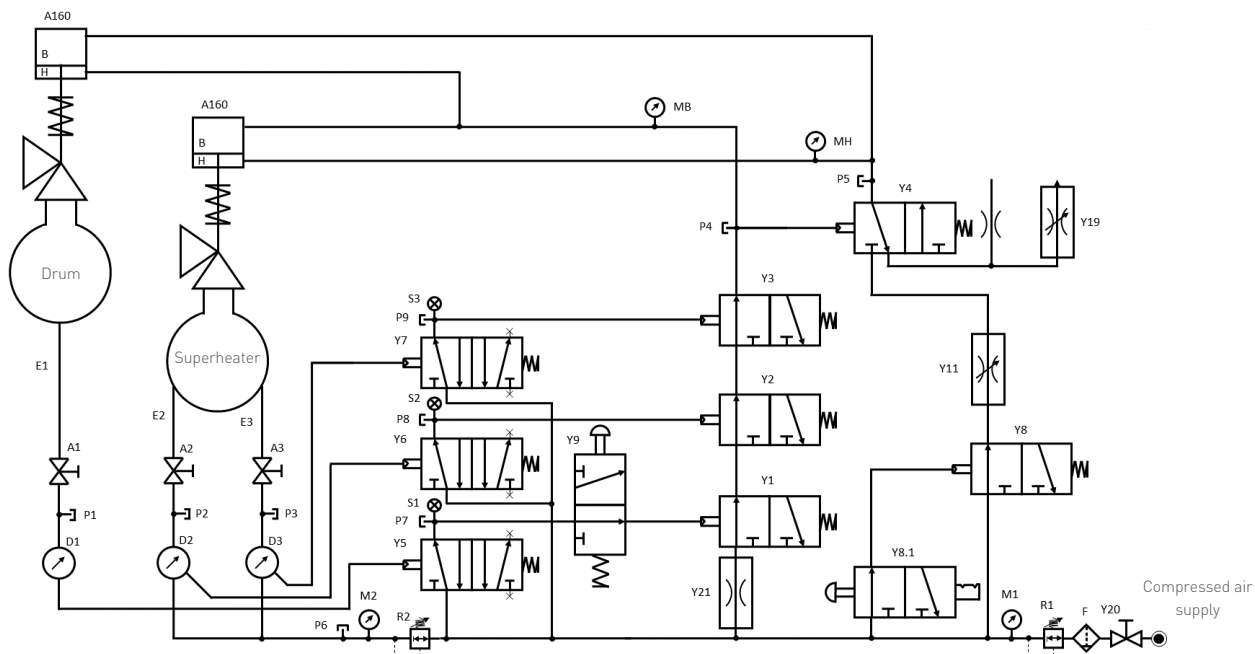 A160
B
H
A160
B
H
MB
MH
P5
Y4
P4
Y19
Drum
Y3
S3
P9
Superheater
Y7
E1
Y11
E2
E3
S2
Y2
P8
Y9
Y8
A1
A2
A3
Y6
Y1
S1
P1
P2
P3
P7
D1
D2
D3
Y5
Y8.1
Y21
Compressed air
supply
M2
M1
R1
F
Y20
P6
R2